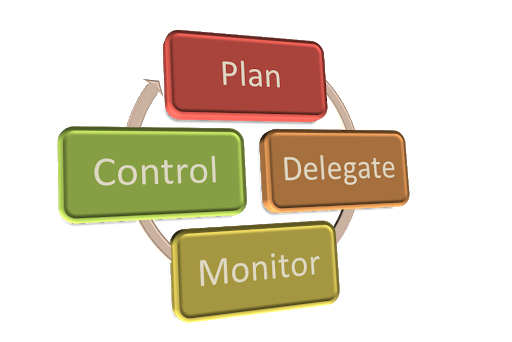 Plan
Delegate
Monitor
Control